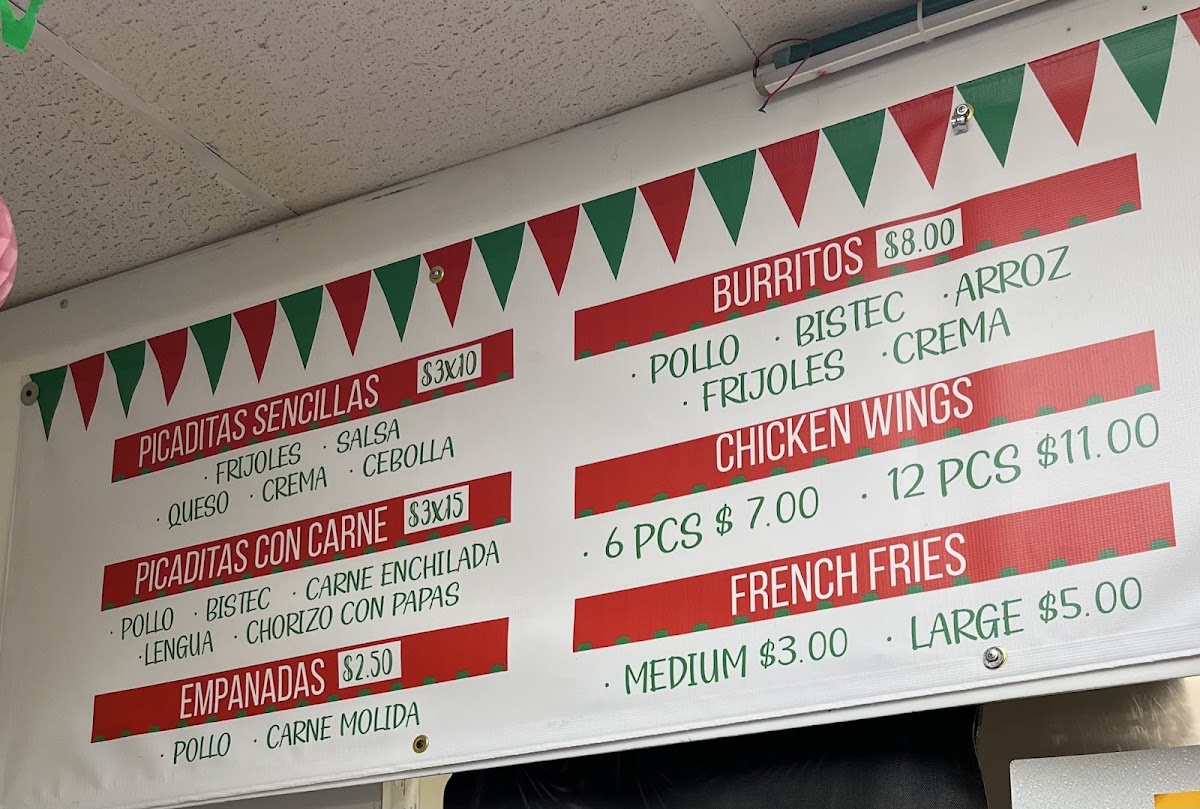 PICADITAS SENCILLAS $3X10
· FRIJOLES · SALSA
· QUESO · CREMA · CEBOLLA
PICADITAS CON CARNE $3X15
· POLLO · BISTEC · CARNE ENCHILADA
· LENGUA · CHORIZO CON PAPAS
EMPANADAS $2.50
· POLLO · CARNE MOLIDA
BURRITOS $8.00
· POLLO · BISTEC · ARROZ
· FRIJOLES · CREMA
CHICKEN WINGS
· 6 PCS $ 7.00 · 12 PCS $11.00
FRENCH FRIES
· MEDIUM $3.00 · LARGE $5.00